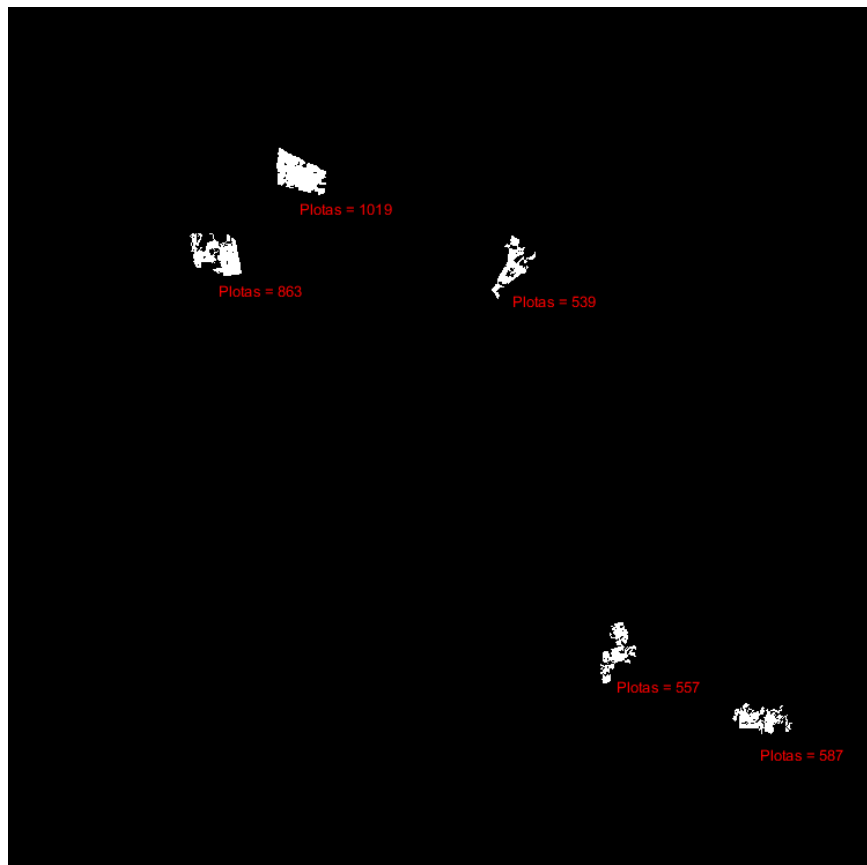 Plotas = 1019
Plotas = 863
Plotas = 539
Plotas = 557
Plotas = 587